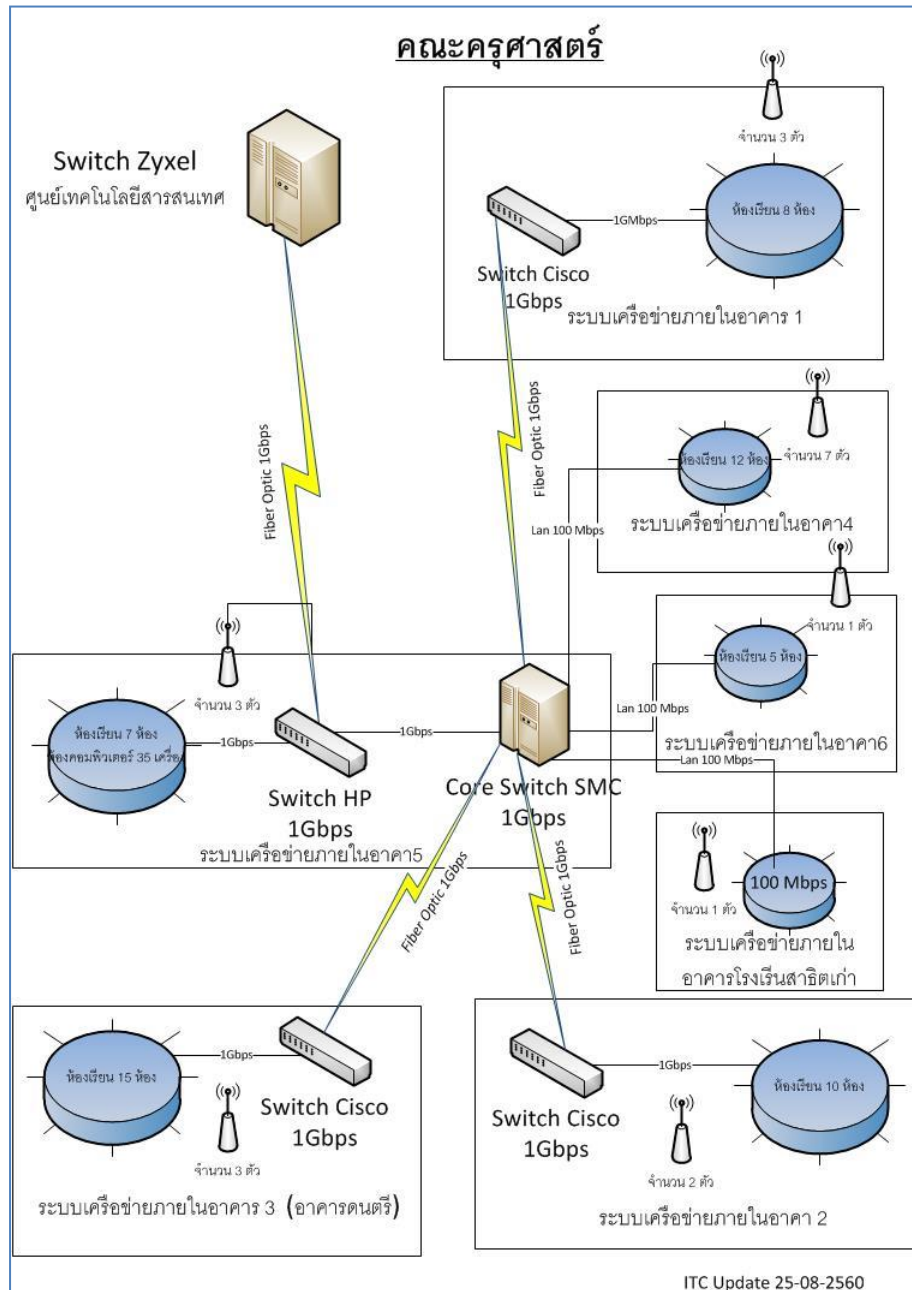 คณะครุศาสตร์
Switch Zyxel
ศูนย์เทคโนโลยีสารสนเทศ
จำนวน 3 ตัว
ห้องเรียน 8 ห้อง
1GMbps
Switch Cisco
1Gbps
ระบบเครือข่ายภายในอาคาร 1
Fiber Optic 1Gbps
Fiber Optic 1Gbps
ห้องเรียน 12 ห้อง
จำนวน 7 ตัว
ระบบเครือข่ายภายในอาคา4
Lan 100 Mbps
จำนวน 1 ตัว
ห้องเรียน 5 ห้อง
Lan 100 Mbps
ระบบเครือข่ายภายในอาคา6
Lan 100 Mbps
จำนวน 3 ตัว
ห้องเรียน 7 ห้อง
ห้องคอมพิวเตอร์ 35 เครื่อง
1Gbps
1Gbps
Switch HP
1Gbps
Core Switch SMC
1Gbps
ระบบเครือข่ายภายในอาคา5
Fiber Optic 1Gbps
Fiber Optic 1Gbps
100 Mbps
จำนวน 1 ตัว
ระบบเครือข่ายภายใน
อาคารโรงเรีนสาธิตเก่า
ห้องเรียน 15 ห้อง
1Gbps
Switch Cisco
1Gbps
จำนวน 3 ตัว
ระบบเครือข่ายภายในอาคาร 3 (อาคารดนตรี)
1Gbps
ห้องเรียน 10 ห้อง
Switch Cisco
1Gbps
จำนวน 2 ตัว
ระบบเครือข่ายภายในอาคา 2
ITC Update 25-08-2560